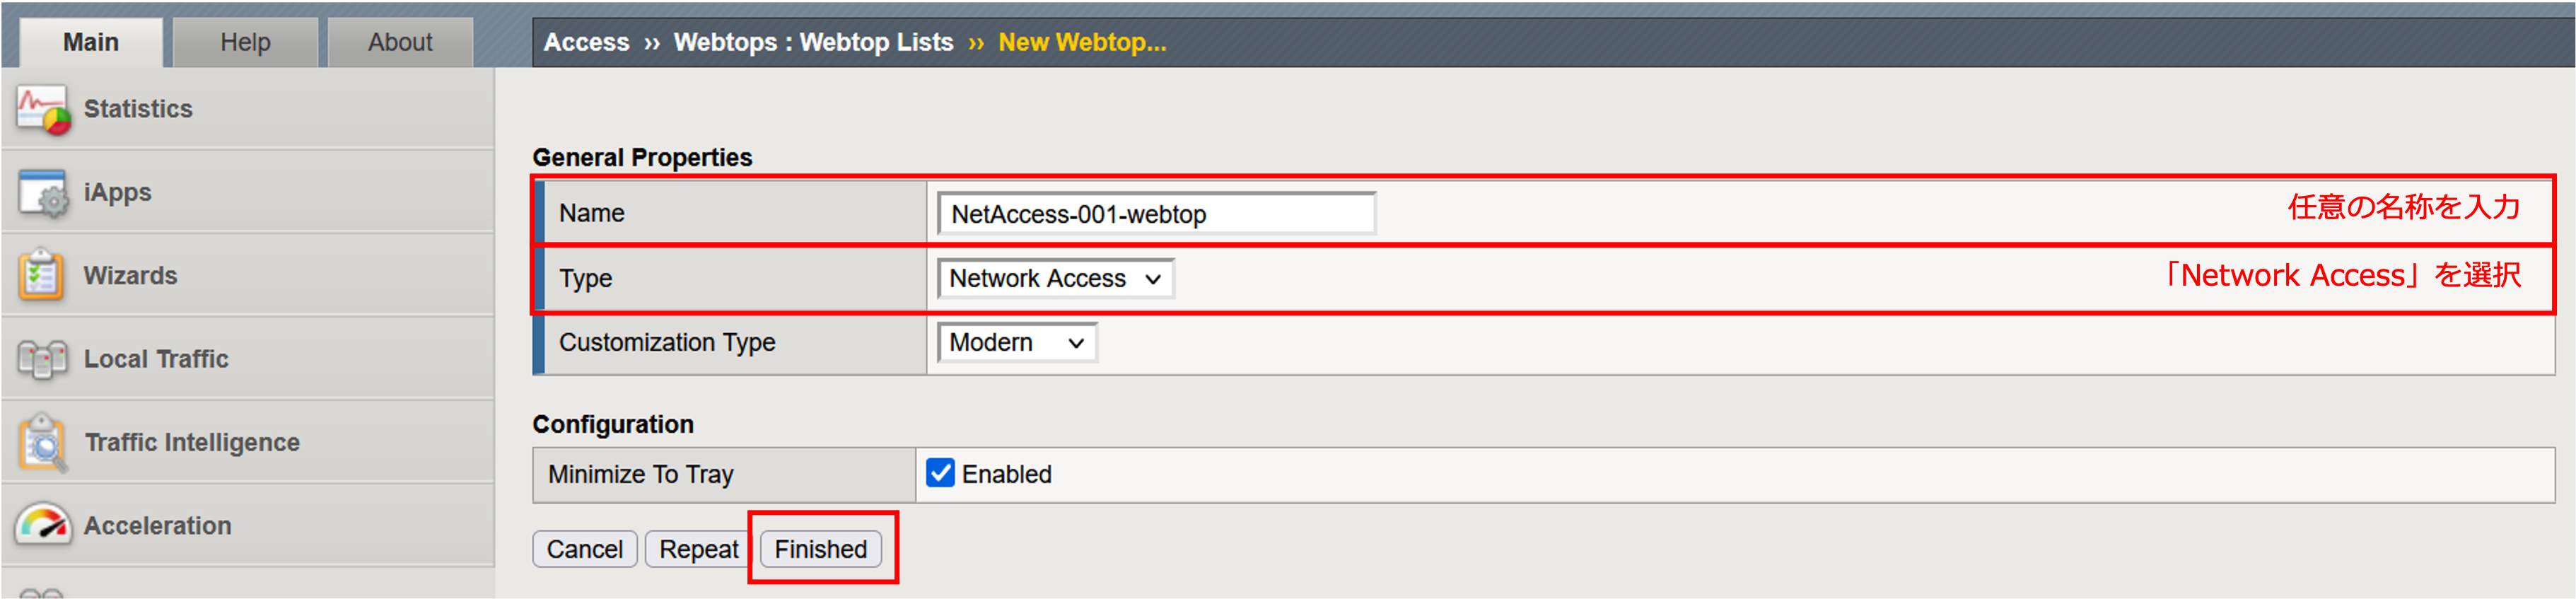 Main Help About
Access ›› Webtops : Webtop Lists ›› New Webtop...
Statistics
iApps
Wizards
Local Traffic
Traffic Intelligence
Acceleration
General Properties
Name NetAccess-001-webtop 任意の名称を入力
Type Network Access 「Network Access」を選択
Customization Type Modern
Configuration
Minimize To Tray Enabled
Cancel Repeat Finished